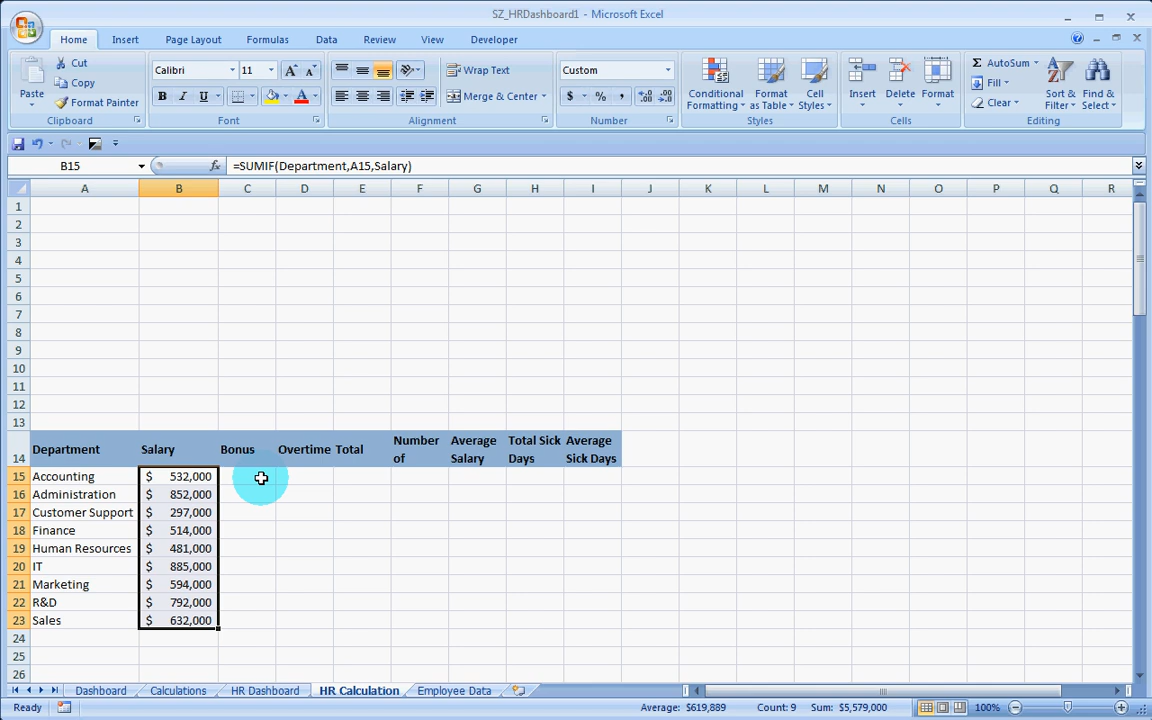 SZ_HRDashboard1 - Microsoft Excel
Home Insert Page Layout Formulas Data Review View Developer
Cut
Copy
Format Painter
Paste
Clipboard
Calibri 11 A A
B I U A
Font
Wrap Text
Merge & Center
Alignment
Custom
$ % , .0 .00 .00 .0
Number
Conditional Formatting
Format as Table
Cell Styles
Styles
Insert Delete Format
Cells
AutoSum
Fill
Clear
Sort & Filter
Find & Select
Editing
B15 fx =SUMIF(Department,A15,Salary)
A B C D E F G H I J K L M N O P Q R
1
2
3
4
5
6
7
8
9
10
11
12
13
14 Department Salary Bonus Overtime Total Number of Average Salary Total Sick Days Average Sick Days
15 Accounting $ 532,000
16 Administration $ 852,000
17 Customer Support $ 297,000
18 Finance $ 514,000
19 Human Resources $ 481,000
20 IT $ 885,000
21 Marketing $ 594,000
22 R&D $ 792,000
23 Sales $ 632,000
24
25
26
Dashboard Calculations HR Dashboard HR Calculation Employee Data
Ready Average: $619,889 Count: 9 Sum: $5,579,000 100%